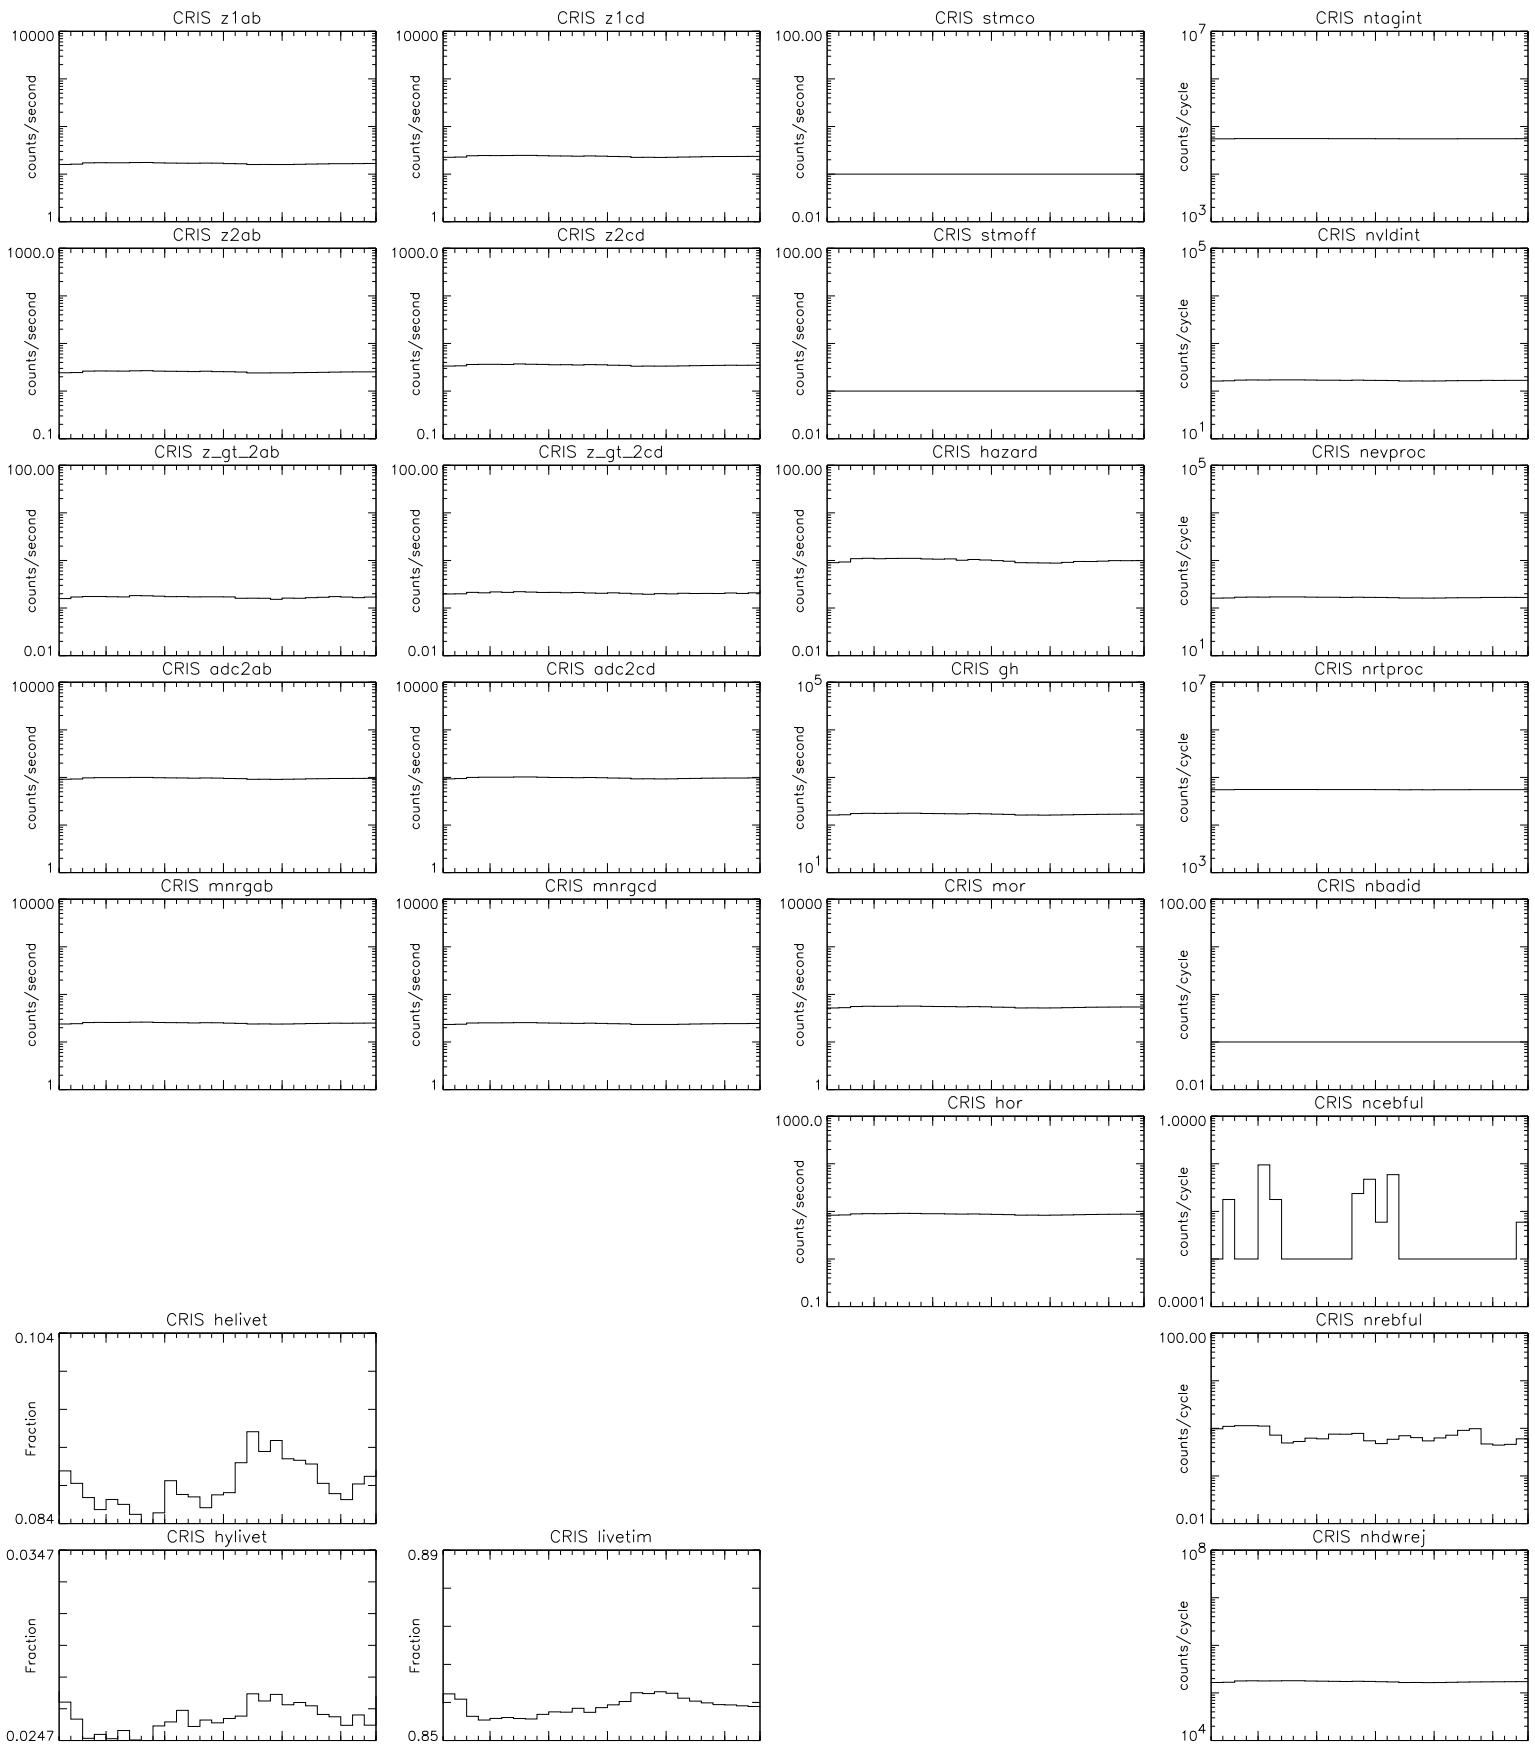 CRIS z1ab
10000
counts/second
1
CRIS z1cd
10000
counts/second
1
CRIS stmco
100.00
counts/second
0.01
CRIS ntagint
10^7
counts/cycle
10^3
CRIS z2ab
1000.0
counts/second
0.1
CRIS z2cd
1000.0
counts/second
0.1
CRIS stmoff
100.00
counts/second
0.01
CRIS nvldint
10^5
counts/cycle
10^1
CRIS z_gt_2ab
100.00
counts/second
0.01
CRIS z_gt_2cd
100.00
counts/second
0.01
CRIS hazard
100.00
counts/second
0.01
CRIS nevproc
10^5
counts/cycle
10^1
CRIS adc2ab
10000
counts/second
1
CRIS adc2cd
10000
counts/second
1
CRIS gh
10^5
counts/second
10^1
CRIS nrtproc
10^7
counts/cycle
10^3
CRIS mnrgab
10000
counts/second
1
CRIS mnrgcd
10000
counts/second
1
CRIS mor
10000
counts/second
1
CRIS nbadid
100.00
counts/cycle
0.01
CRIS hor
1000.0
counts/second
0.1
CRIS ncebful
1.0000
counts/cycle
0.0001
CRIS helivet
0.104
Fraction
0.084
CRIS nrebful
100.00
counts/cycle
0.01
CRIS hylivet
0.0347
Fraction
0.0247
CRIS livetim
0.89
Fraction
0.85
CRIS nhdwrej
10^8
counts/cycle
10^4